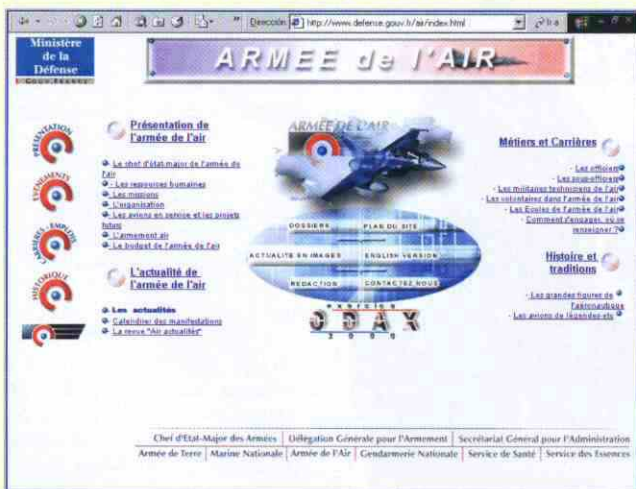 Dirección http://www.defense.gouv.fr/air/index.html
Ministère
de la
Défense
ARMEE de l'AIR
PRÉSENTATION
ÉVÉNEMENTS
CARRIÈRES - EMPLOIS
HISTORIQUE
Présentation de
l'armée de l'air
- Le chef d'état-major de l'armée de
l'air
- Les ressources humaines
- Les missions
- L'organisation
- Les avions en service et les projets
futurs
- L'armement air
- Le budget de l'armée de l'air
L'actualité de
l'armée de l'air
Les actualités
- Calendrier des manifestations
- La revue "Air actualités"
ARMÉE DE L'AIR
DOSSIERS
PLAN DU SITE
ACTUALITE EN IMAGES
ENGLISH VERSION
REDACTION
CONTACTEZ NOUS
exercice
ODAX
2000
Métiers et Carrières
- Les officiers
- Les sous-officiers
- Les militaires techniciens de l'air
- Les volontaires dans l'armée de l'air
- Les Ecoles de l'armée de l'air
- Comment s'engager, où se
renseigner ?
Histoire et
traditions
- Les grandes figures de
l'aéronautique
- Les avions de légendes etc
Chef d'Etat-Major des Armées | Délégation Générale pour l'Armement | Secrétariat Général pour l'Administration
Armée de Terre | Marine Nationale | Armée de l'Air | Gendarmerie Nationale | Service de Santé | Service des Essences